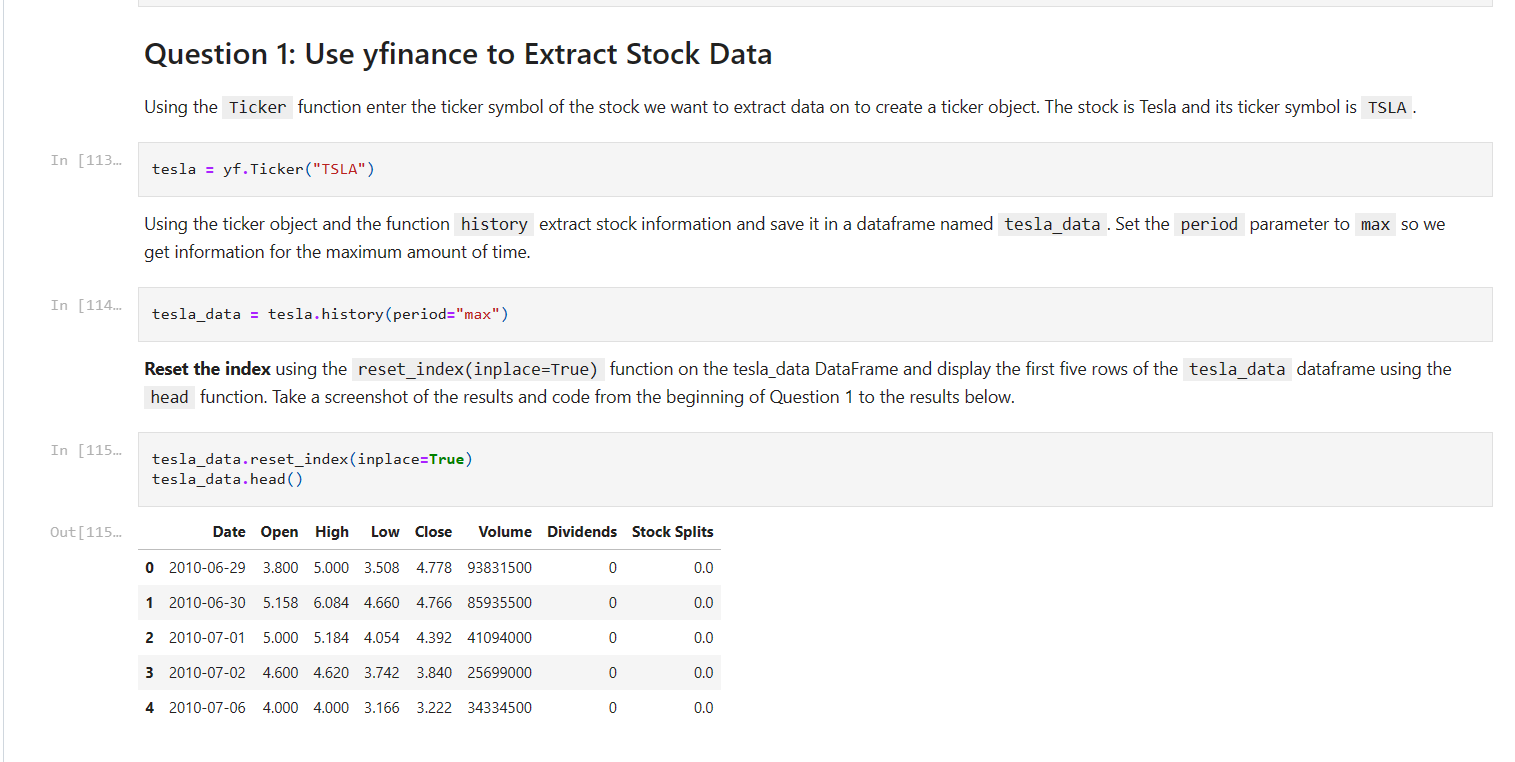 Question 1: Use yfinance to Extract Stock Data
Using the Ticker function enter the ticker symbol of the stock we want to extract data on to create a ticker object. The stock is Tesla and its ticker symbol is TSLA.
In [113…
tesla = yf.Ticker("TSLA")
Using the ticker object and the function history extract stock information and save it in a dataframe named tesla_data. Set the period parameter to max so we
get information for the maximum amount of time.
In [114…
tesla_data = tesla.history(period="max")
Reset the index using the reset_index(inplace=True) function on the tesla_data DataFrame and display the first five rows of the tesla_data dataframe using the
head function. Take a screenshot of the results and code from the beginning of Question 1 to the results below.
In [115…
tesla_data.reset_index(inplace=True)
tesla_data.head()
Out[115…
Date Open High Low Close Volume Dividends Stock Splits
0 2010-06-29 3.800 5.000 3.508 4.778 93831500 0 0.0
1 2010-06-30 5.158 6.084 4.660 4.766 85935500 0 0.0
2 2010-07-01 5.000 5.184 4.054 4.392 41094000 0 0.0
3 2010-07-02 4.600 4.620 3.742 3.840 25699000 0 0.0
4 2010-07-06 4.000 4.000 3.166 3.222 34334500 0 0.0